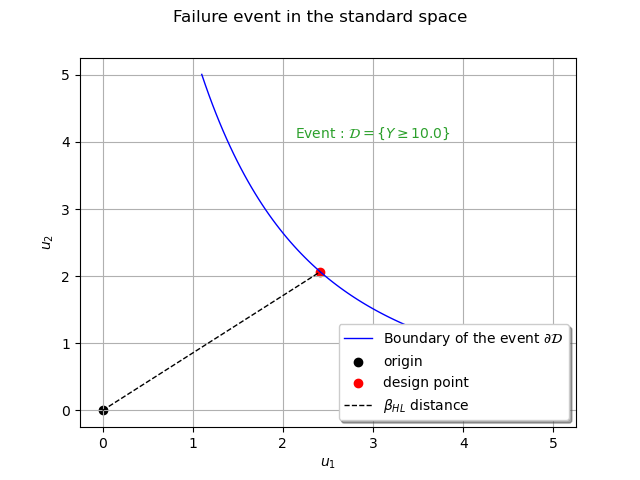 Failure event in the standard space
5
4
3
2
1
0
u₂
Event : 𝒟 = {Y ≥ 10.0}
Boundary of the event ∂𝒟
origin
design point
β_HL distance
0 1 2 3 4 5
u₁